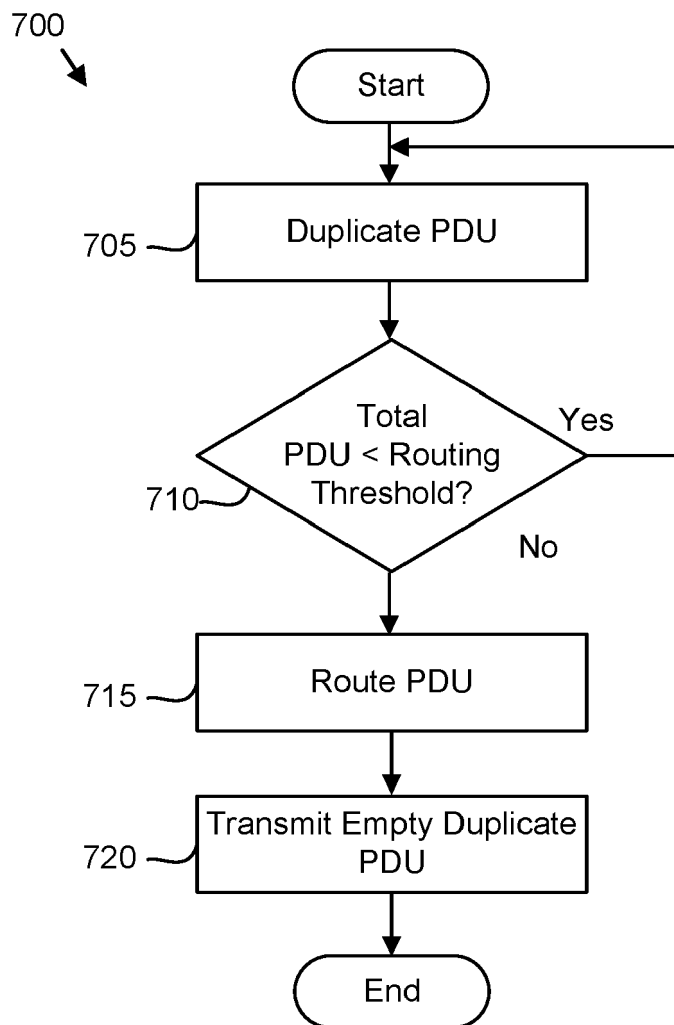 700
Start
705
Duplicate PDU
Total
PDU < Routing
Threshold?
Yes
710
No
715
Route PDU
720
Transmit Empty Duplicate
PDU
End